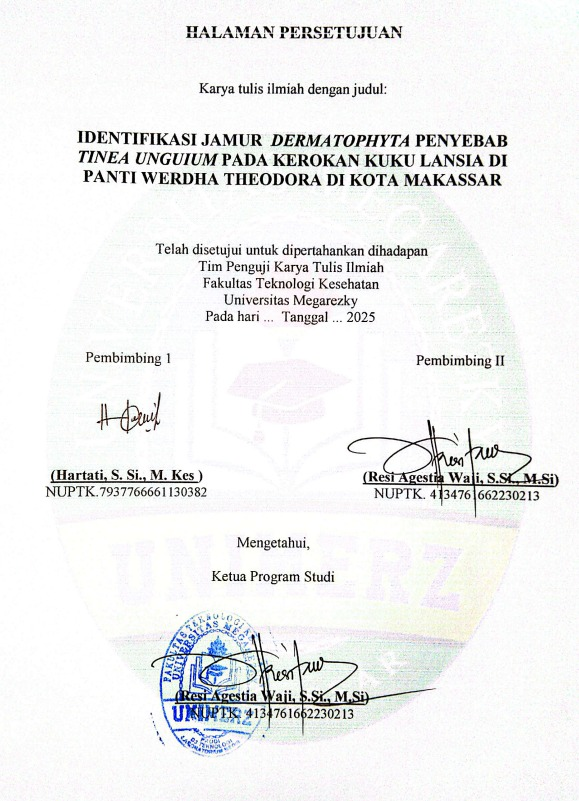 HALAMAN PERSETUJUAN
Karya tulis ilmiah dengan judul:
IDENTIFIKASI JAMUR DERMATOPHYTA PENYEBAB
TINEA UNGUIUM PADA KEROKAN KUKU LANSIA DI
PANTI WERDHA THEODORA DI KOTA MAKASSAR
Telah disetujui untuk dipertahankan dihadapan
Tim Penguji Karya Tulis Ilmiah
Fakultas Teknologi Kesehatan
Universitas Megarezky
Pada hari ... Tanggal ... 2025
Pembimbing 1
Pembimbing II
(Hartati, S. Si., M. Kes )
(Resi Agestia Waji, S.Si., M.Si)
NUPTK.7937766661130382
NUPTK. 4134761662230213
Mengetahui,
Ketua Program Studi
(Resi Agestia Waji, S.Si., M,Si)
NUPTK. 4134761662230213
UNIMERZ